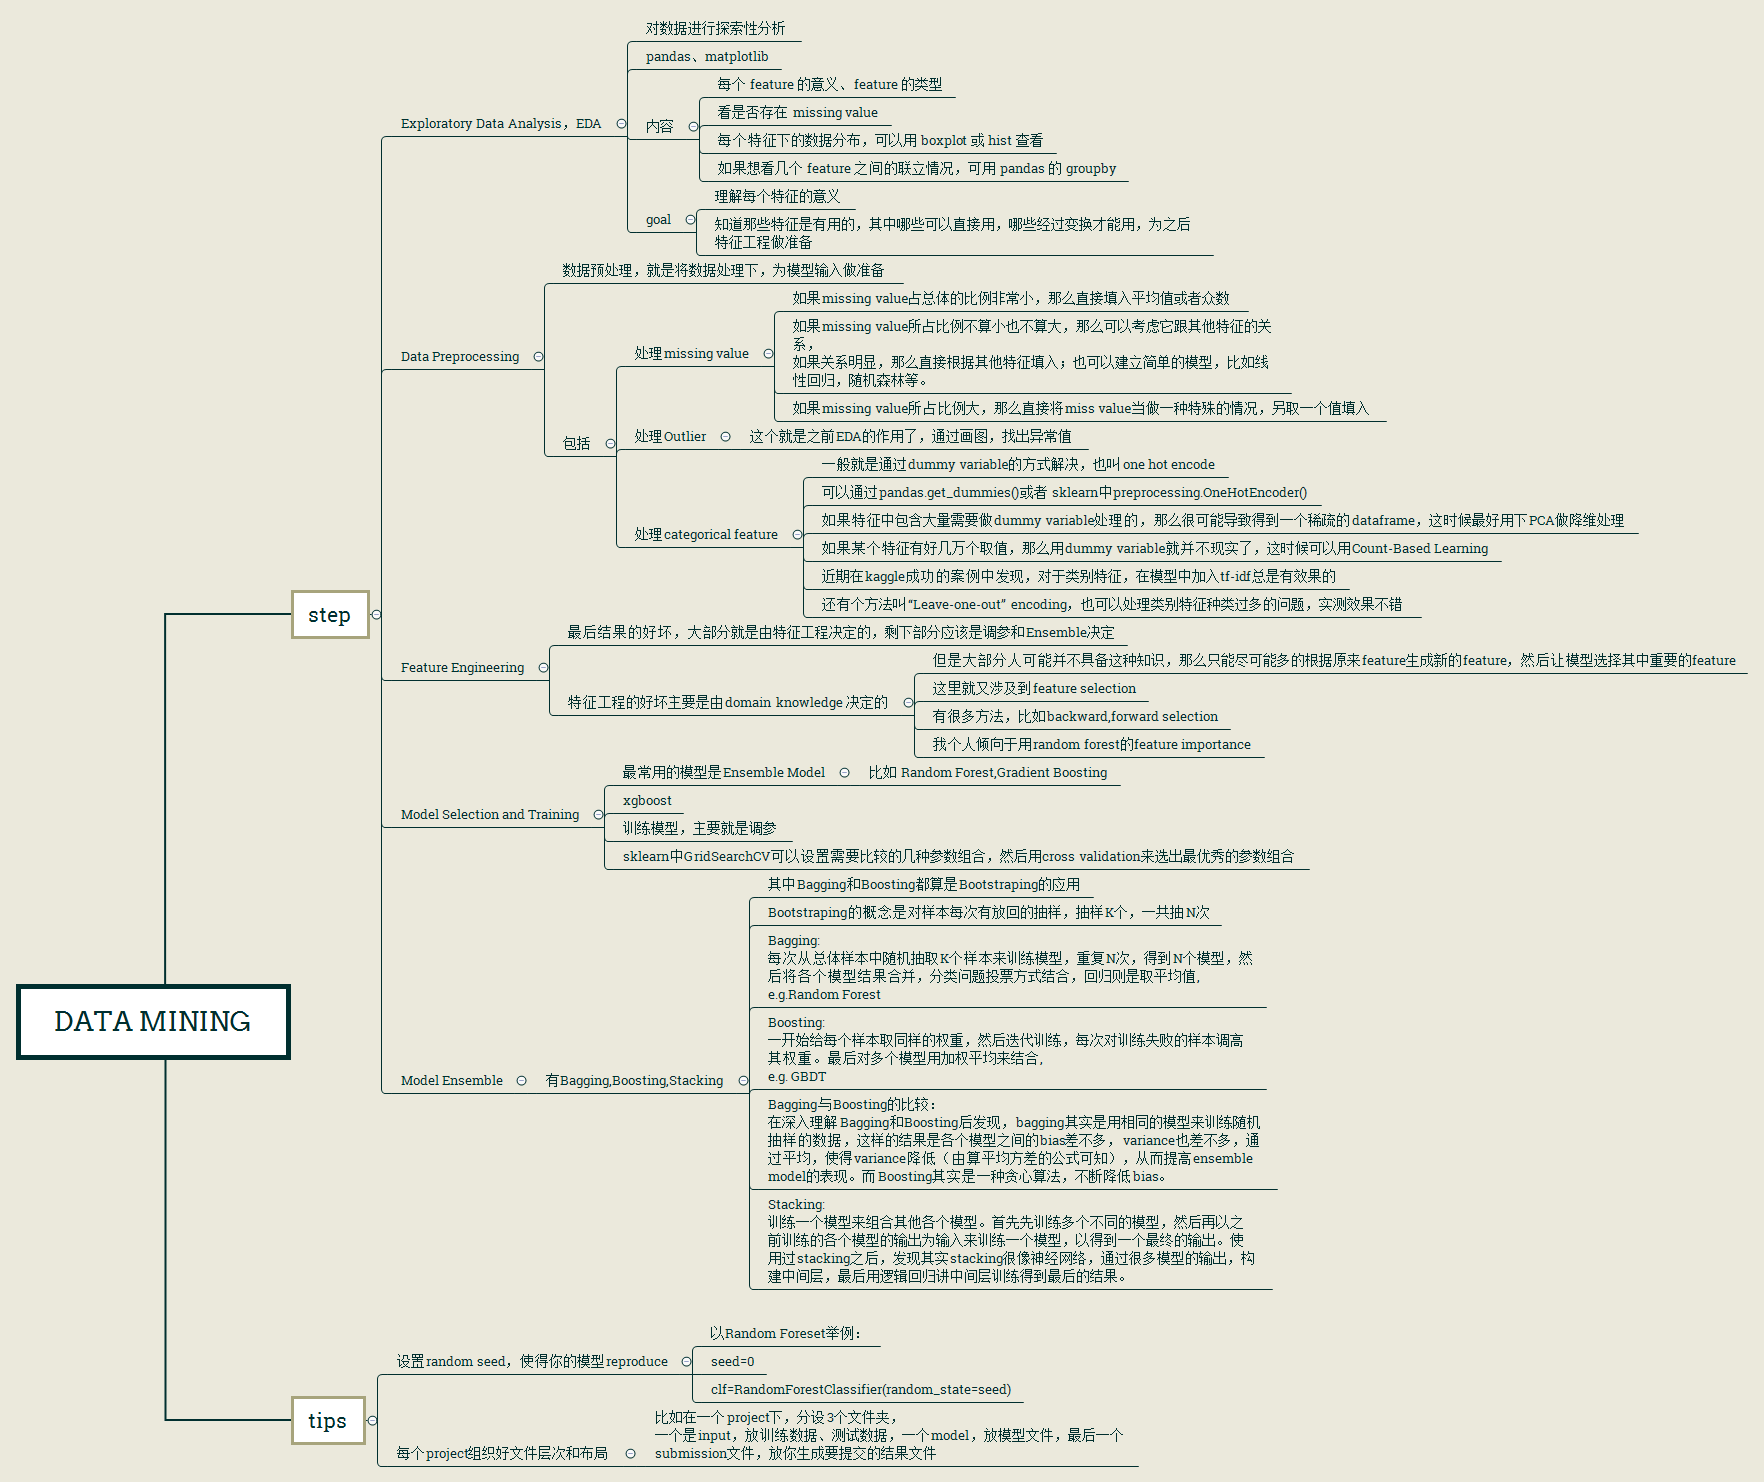 对数据进行探索性分析
pandas、matplotlib
每个 feature 的意义、feature 的类型
看是否存在 missing value
Exploratory Data Analysis，EDA
内容
每个特征下的数据分布，可以用 boxplot 或 hist 查看
如果想看几个 feature 之间的联立情况，可用 pandas 的 groupby
理解每个特征的意义
goal
知道那些特征是有用的，其中哪些可以直接用，哪些经过变换才能用，为之后
特征工程做准备
数据预处理，就是将数据处理下，为模型输入做准备
如果missing value占总体的比例非常小，那么直接填入平均值或者众数
如果missing value所占比例不算小也不算大，那么可以考虑它跟其他特征的关
系，
如果关系明显，那么直接根据其他特征填入；也可以建立简单的模型，比如线
性回归，随机森林等。
Data Preprocessing
处理missing value
如果missing value所占比例大，那么直接将miss value当做一种特殊的情况，另取一个值填入
包括
处理Outlier
这个就是之前EDA的作用了，通过画图，找出异常值
一般就是通过dummy variable的方式解决，也叫one hot encode
可以通过pandas.get_dummies()或者 sklearn中preprocessing.OneHotEncoder()
如果特征中包含大量需要做dummy variable处理的，那么很可能导致得到一个稀疏的dataframe，这时候最好用下PCA做降维处理
处理categorical feature
如果某个特征有好几万个取值，那么用dummy variable就并不现实了，这时候可以用Count-Based Learning
近期在kaggle成功的案例中发现，对于类别特征，在模型中加入tf-idf总是有效果的
还有个方法叫“Leave-one-out” encoding，也可以处理类别特征种类过多的问题，实测效果不错
step
最后结果的好坏，大部分就是由特征工程决定的，剩下部分应该是调参和Ensemble决定
Feature Engineering
但是大部分人可能并不具备这种知识，那么只能尽可能多的根据原来feature生成新的feature，然后让模型选择其中重要的feature
这里就又涉及到feature selection
特征工程的好坏主要是由domain knowledge决定的
有很多方法，比如backward,forward selection
我个人倾向于用random forest的feature importance
最常用的模型是Ensemble Model
比如 Random Forest,Gradient Boosting
xgboost
Model Selection and Training
训练模型，主要就是调参
sklearn中GridSearchCV可以设置需要比较的几种参数组合，然后用cross validation来选出最优秀的参数组合
其中Bagging和Boosting都算是Bootstraping的应用
Bootstraping的概念是对样本每次有放回的抽样，抽样K个，一共抽N次
Bagging:
每次从总体样本中随机抽取K个样本来训练模型，重复N次，得到N个模型，然
后将各个模型结果合并，分类问题投票方式结合，回归则是取平均值,
e.g.Random Forest
DATA MINING
Boosting:
一开始给每个样本取同样的权重，然后迭代训练，每次对训练失败的样本调高
其权重。最后对多个模型用加权平均来结合,
e.g. GBDT
Model Ensemble
有Bagging,Boosting,Stacking
Bagging与Boosting的比较：
在深入理解Bagging和Boosting后发现，bagging其实是用相同的模型来训练随机
抽样的数据，这样的结果是各个模型之间的bias差不多，variance也差不多，通
过平均，使得variance降低（由算平均方差的公式可知），从而提高ensemble
model的表现。而Boosting其实是一种贪心算法，不断降低bias。
Stacking:
训练一个模型来组合其他各个模型。首先先训练多个不同的模型，然后再以之
前训练的各个模型的输出为输入来训练一个模型，以得到一个最终的输出。使
用过stacking之后，发现其实stacking很像神经网络，通过很多模型的输出，构
建中间层，最后用逻辑回归讲中间层训练得到最后的结果。
以Random Foreset举例：
设置random seed，使得你的模型reproduce
seed=0
clf=RandomForestClassifier(random_state=seed)
tips
比如在一个project下，分设3个文件夹，
一个是input，放训练数据、测试数据，一个model，放模型文件，最后一个
submission文件，放你生成要提交的结果文件
每个project组织好文件层次和布局